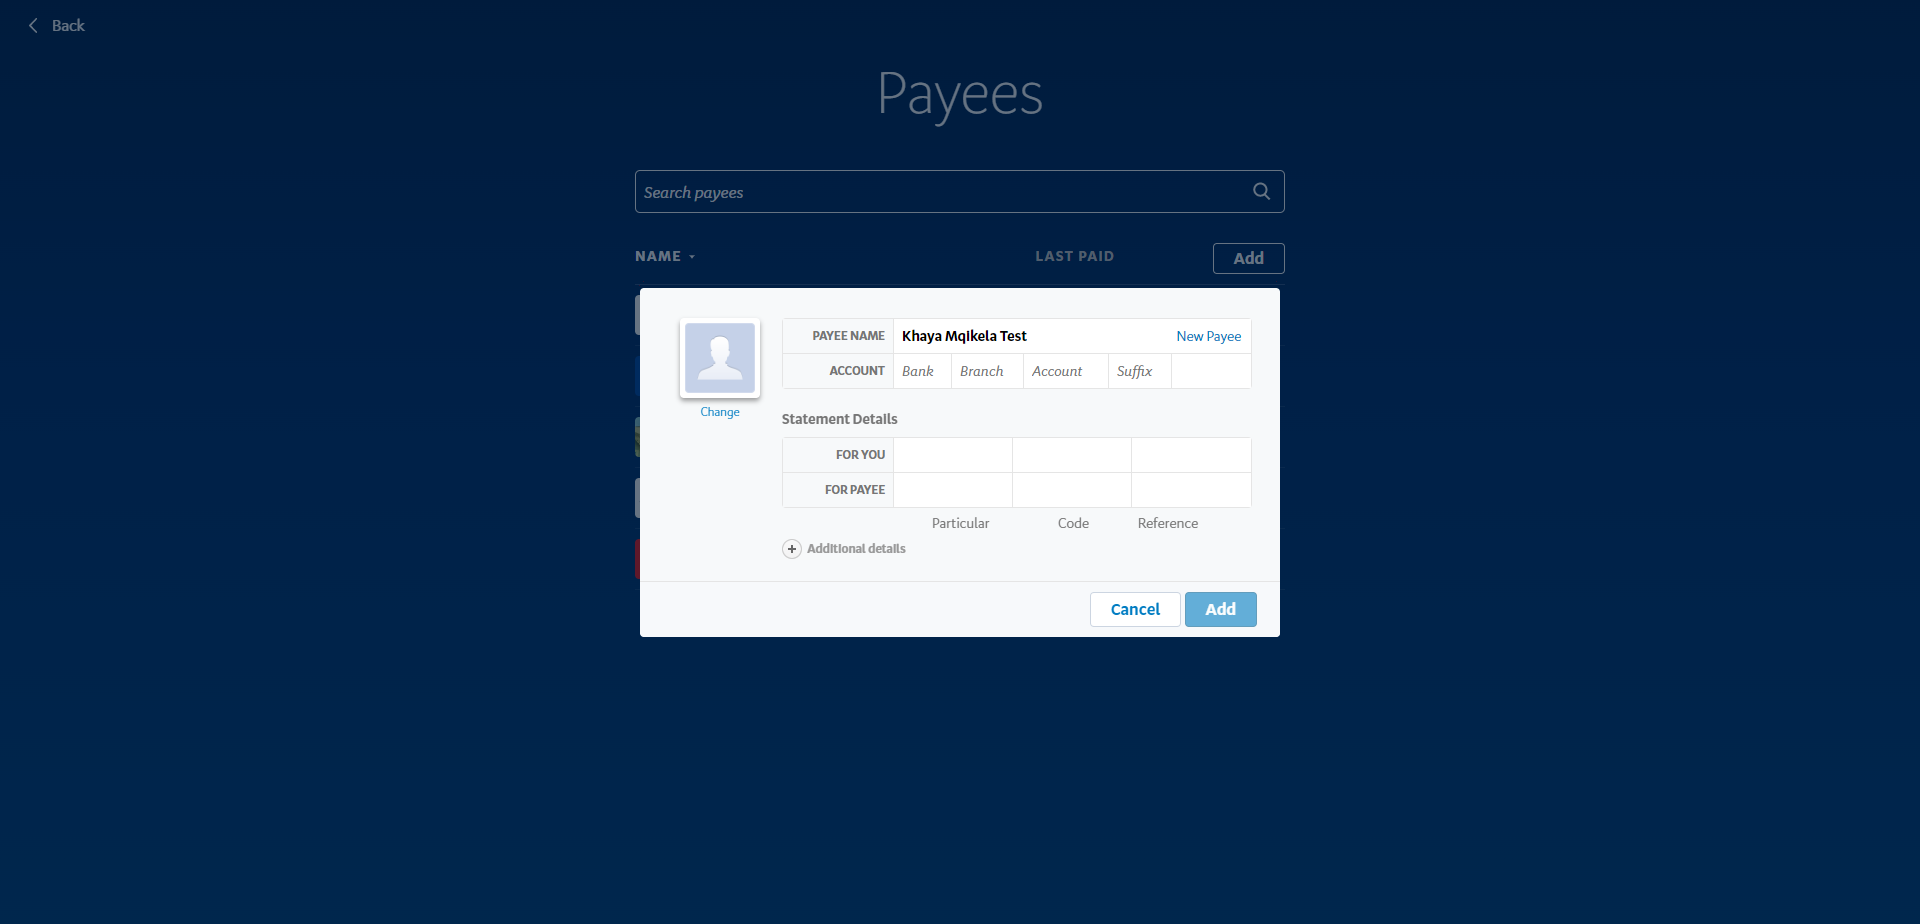 Back
Payees
Search payees
NAME LAST PAID Add
PAYEE NAME Khaya Mqikela Test New Payee
ACCOUNT Bank Branch Account Suffix
Change
Statement Details
FOR YOU
FOR PAYEE
Particular Code Reference
Additional details
Cancel Add